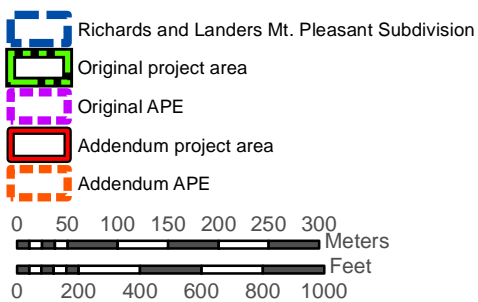 Richards and Landers Mt. Pleasant Subdivision
Original project area
Original APE
Addendum project area
Addendum APE
0 50 100 150 200 250 300
Meters
Feet
0 200 400 600 800 1000